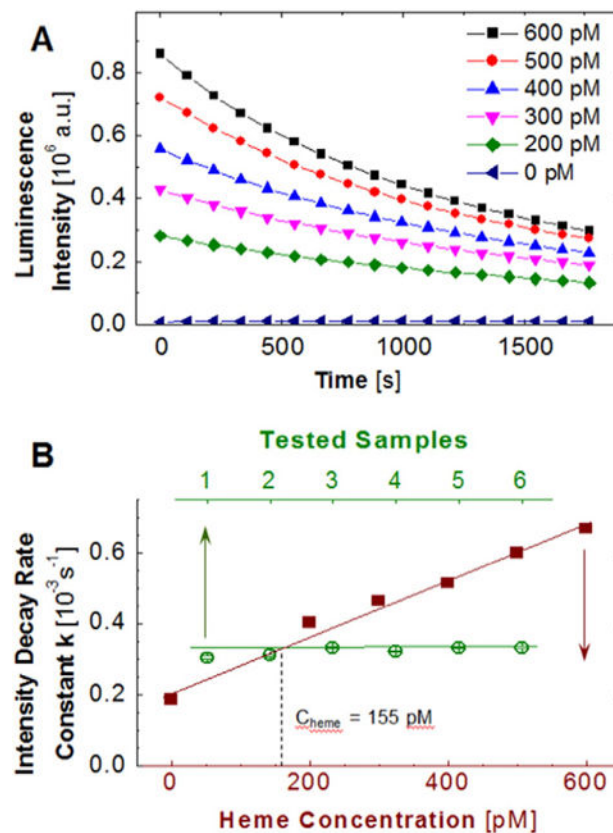 A
600 pM
500 pM
400 pM
300 pM
200 pM
0 pM
Luminescence
Intensity [10⁶ a.u.]
0.8
0.6
0.4
0.2
0.0
0 500 1000 1500
Time [s]
B
Tested Samples
1 2 3 4 5 6
Intensity Decay Rate
Constant k [10⁻³ s⁻¹]
0.6
0.4
0.2
0.0
C_heme = 155 pM
0 200 400 600
Heme Concentration [pM]